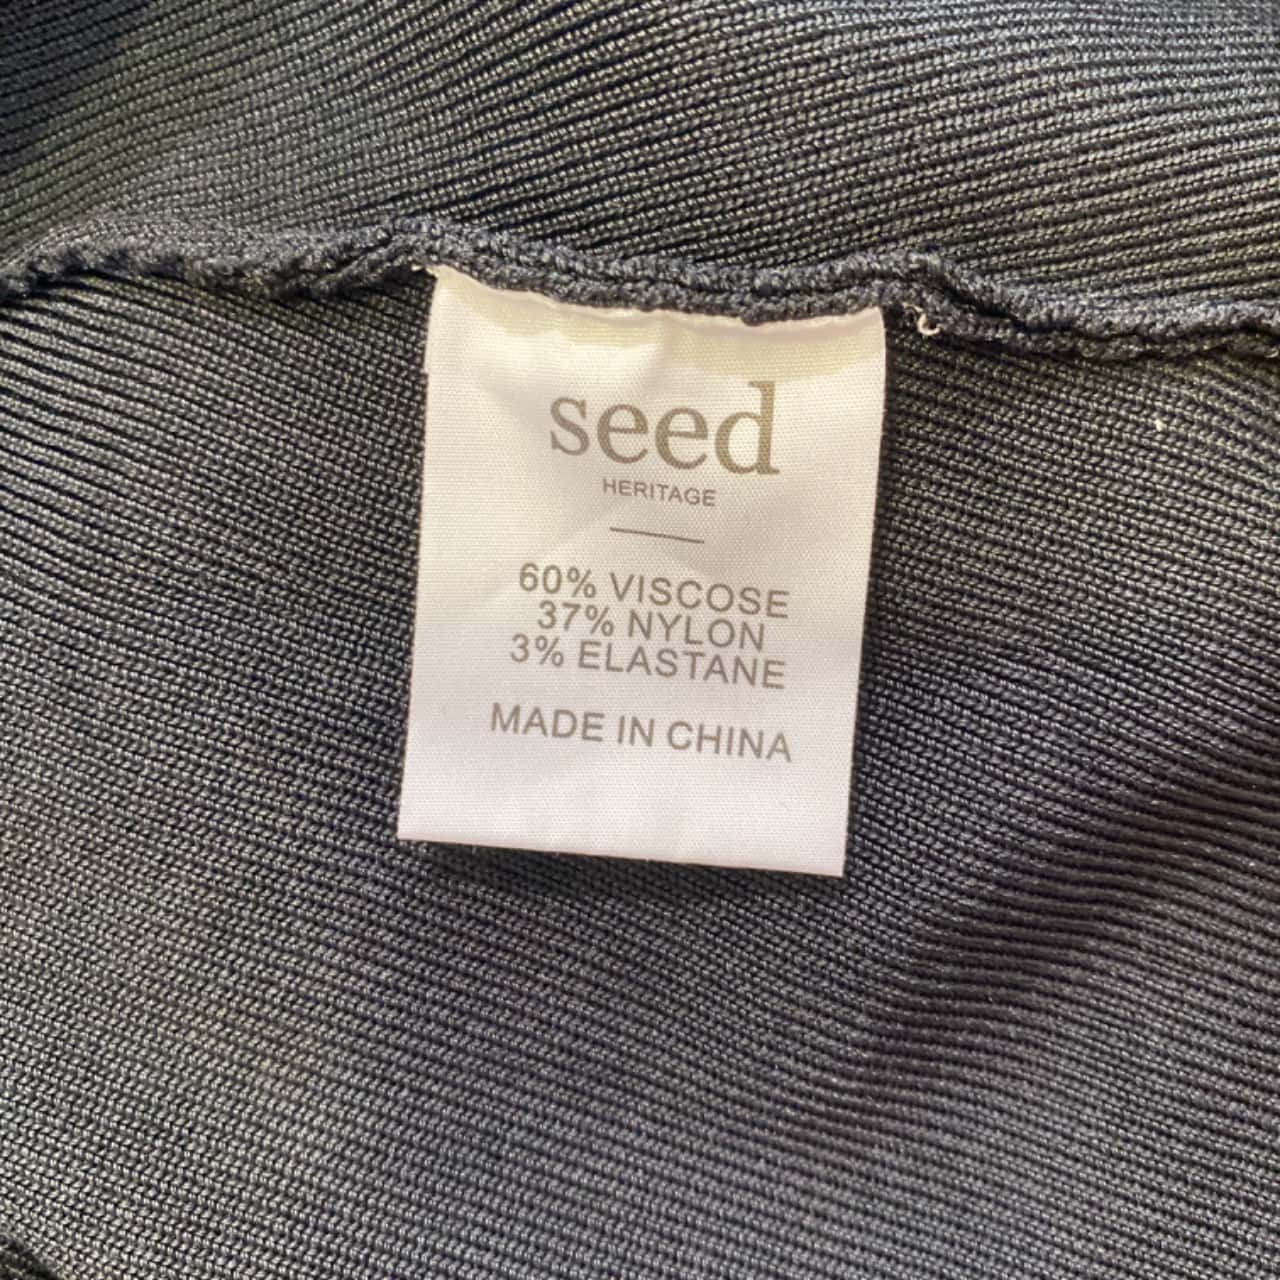 seed
HERITAGE
60% VISCOSE
37% NYLON
3% ELASTANE
MADE IN CHINA